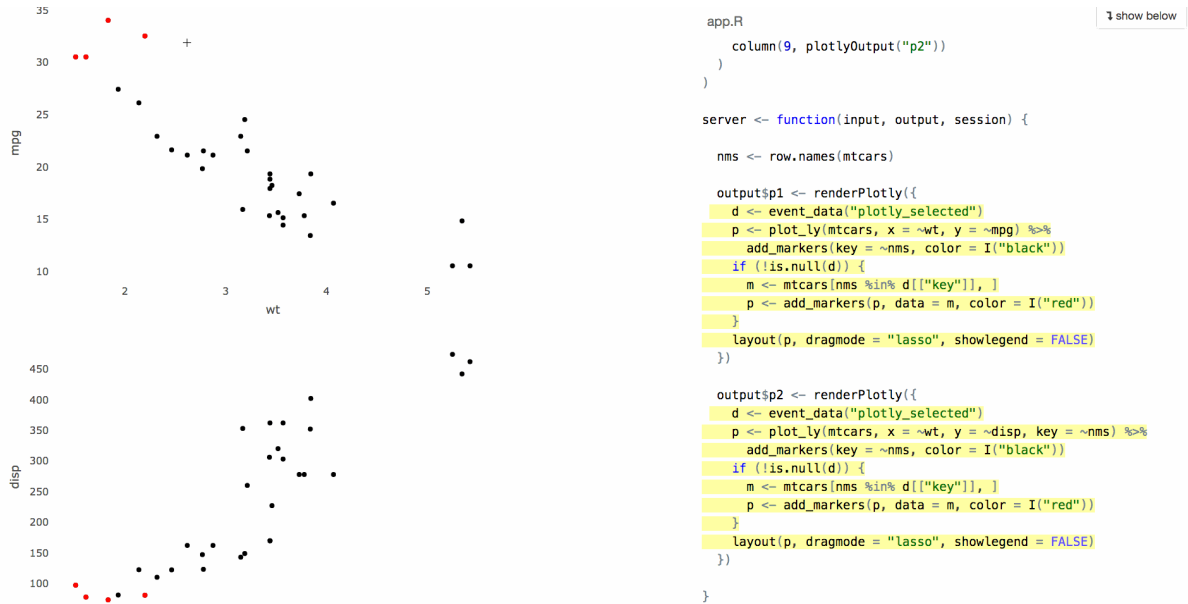 35
30
25
20
15
10
mpg
2 3 4 5
wt
450
400
350
300
250
200
150
100
disp
app.R
show below
column(9, plotlyOutput("p2"))
)
)
server <- function(input, output, session) {
nms <- row.names(mtcars)
output$p1 <- renderPlotly({
d <- event_data("plotly_selected")
p <- plot_ly(mtcars, x = ~wt, y = ~mpg) %>%
add_markers(key = ~nms, color = I("black"))
if (!is.null(d)) {
m <- mtcars[nms %in% d[["key"]], ]
p <- add_markers(p, data = m, color = I("red"))
}
layout(p, dragmode = "lasso", showlegend = FALSE)
})
output$p2 <- renderPlotly({
d <- event_data("plotly_selected")
p <- plot_ly(mtcars, x = ~wt, y = ~disp, key = ~nms) %>%
add_markers(key = ~nms, color = I("black"))
if (!is.null(d)) {
m <- mtcars[nms %in% d[["key"]], ]
p <- add_markers(p, data = m, color = I("red"))
}
layout(p, dragmode = "lasso", showlegend = FALSE)
})
}